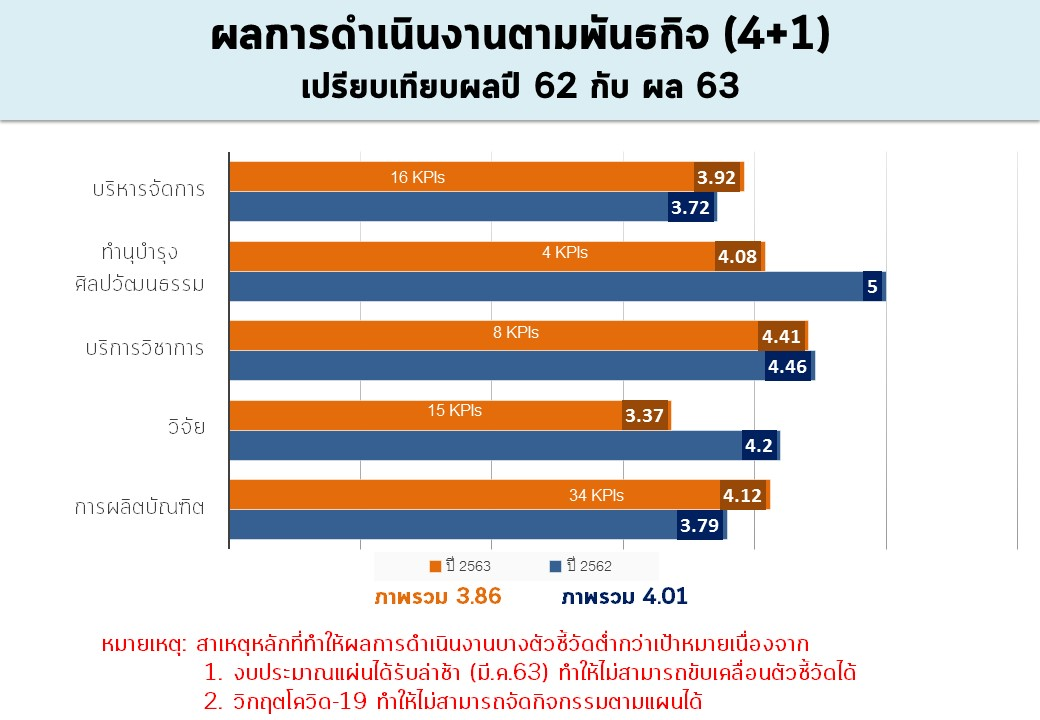 ผลการดำเนินงานตามพันธกิจ (4+1)
เปรียบเทียบผลปี 62 กับ ผล 63
บริหารจัดการ
16 KPIs
3.92
3.72
ทำนุบำรุง
ศิลปวัฒนธรรม
4 KPIs
4.08
5
บริการวิชาการ
8 KPIs
4.41
4.46
วิจัย
15 KPIs
3.37
4.2
การผลิตบัณฑิต
34 KPIs
4.12
3.79
ปี 2563
ปี 2562
ภาพรวม 3.86
ภาพรวม 4.01
หมายเหตุ: สาเหตุหลักที่ทำให้ผลการดำเนินงานบางตัวชี้วัดต่ำกว่าเป้าหมายเนื่องจาก
1. งบประมาณแผ่นได้รับล่าช้า (มี.ค.63) ทำให้ไม่สามารถขับเคลื่อนตัวชี้วัดได้
2. วิกฤตโควิด-19 ทำให้ไม่สามารถจัดกิจกรรมตามแผนได้